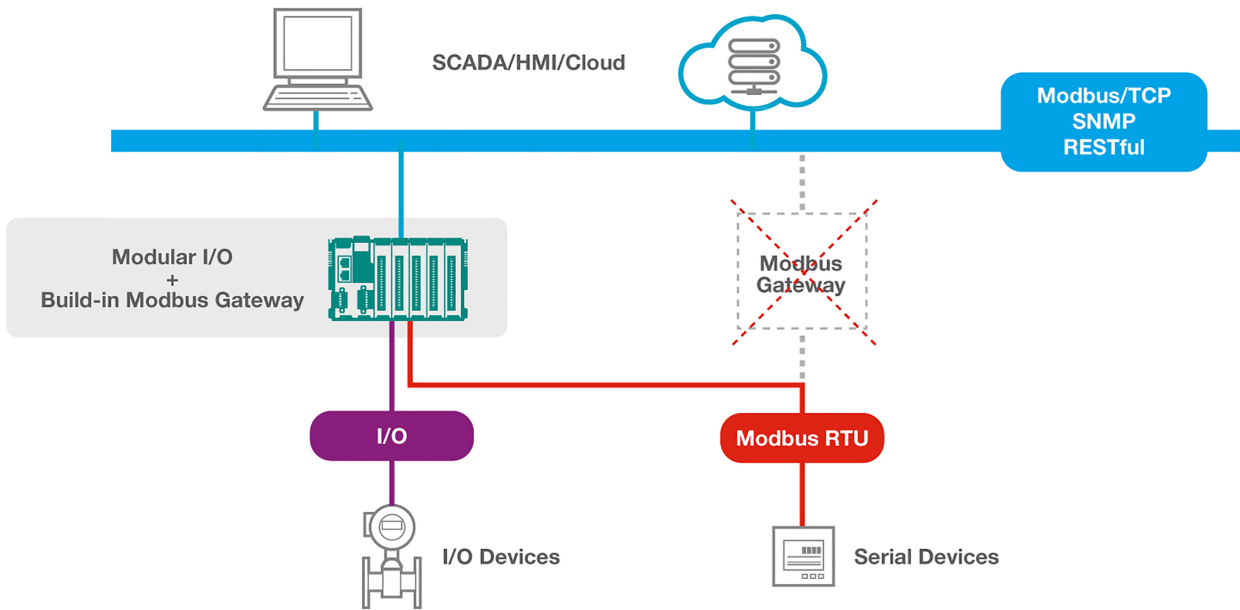 SCADA/HMI/Cloud
Modbus/TCP
SNMP
RESTful
Modular I/O
+
Build-in Modbus Gateway
Modbus
Gateway
I/O
Modbus RTU
I/O Devices
Serial Devices